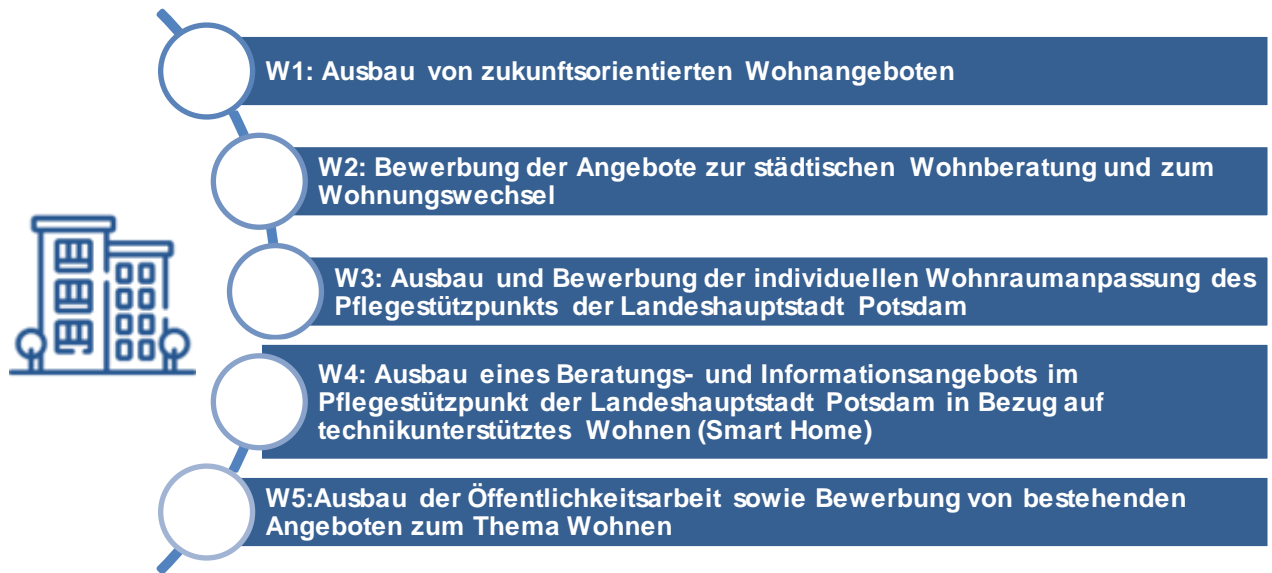 W1: Ausbau von zukunftsorientierten Wohnangeboten
W2: Bewerbung der Angebote zur städtischen Wohnberatung und zum
Wohnungswechsel
W3: Ausbau und Bewerbung der individuellen Wohnraumanpassung des
Pflegestützpunkts der Landeshauptstadt Potsdam
W4: Ausbau eines Beratungs- und Informationsangebots im
Pflegestützpunkt der Landeshauptstadt Potsdam in Bezug auf
technikunterstütztes Wohnen (Smart Home)
W5:Ausbau der Öffentlichkeitsarbeit sowie Bewerbung von bestehenden
Angeboten zum Thema Wohnen